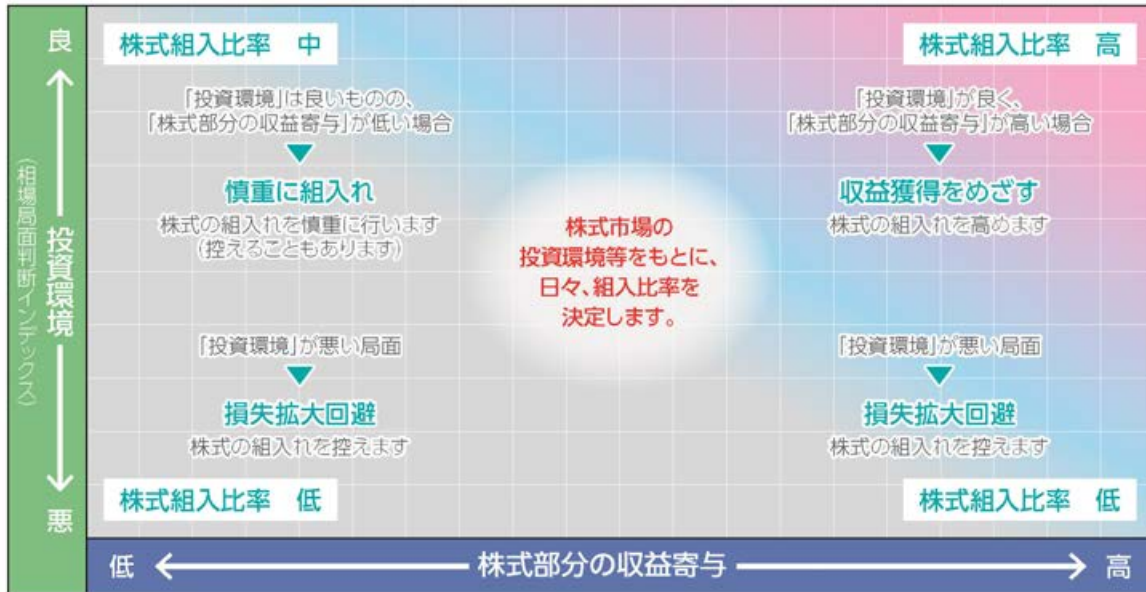 良
投資環境
(相場局面判断インデックス)
悪
株式組入比率　中
「投資環境」は良いものの、
「株式部分の収益寄与」が低い場合
慎重に組入れ
株式の組入れを慎重に行います
(控えることもあります)
株式組入比率　高
「投資環境」が良く、
「株式部分の収益寄与」が高い場合
収益獲得をめざす
株式の組入れを高めます
株式市場の
投資環境等をもとに、
日々、組入比率を
決定します。
「投資環境」が悪い局面
損失拡大回避
株式の組入れを控えます
株式組入比率　低
「投資環境」が悪い局面
損失拡大回避
株式の組入れを控えます
株式組入比率　低
低
株式部分の収益寄与
高